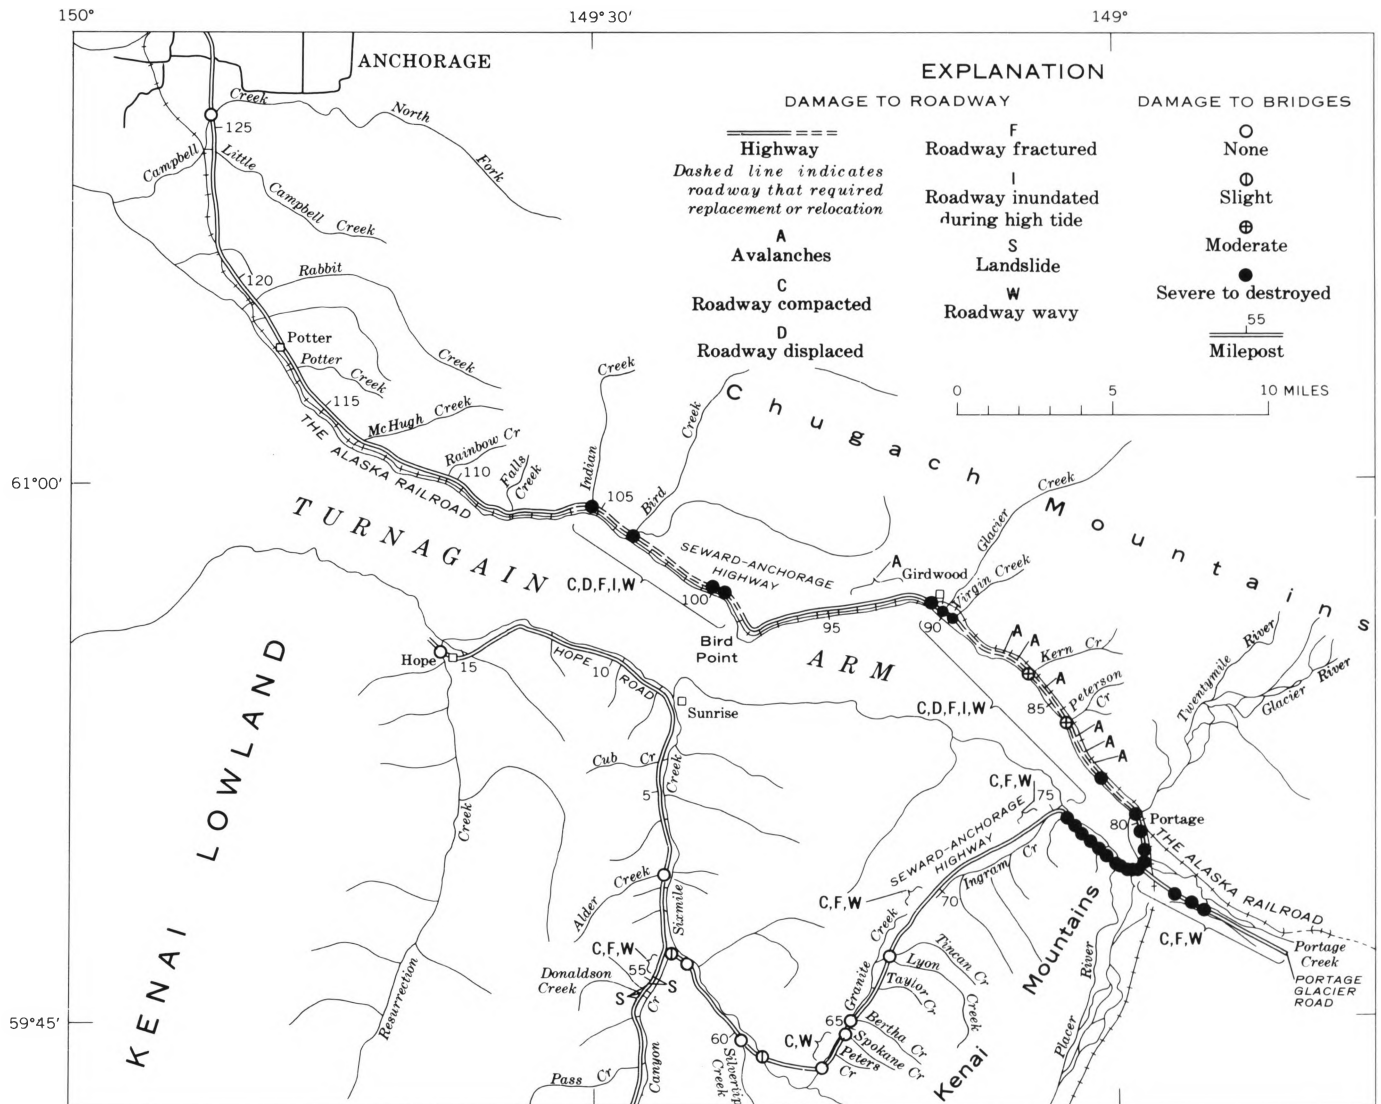 150°
149°30′
149°
ANCHORAGE
EXPLANATION
DAMAGE TO ROADWAY
Highway
Dashed line indicates
roadway that required
replacement or relocation
A
Avalanches
C
Roadway compacted
D
Roadway displaced
F
Roadway fractured
I
Roadway inundated
during high tide
S
Landslide
W
Roadway wavy
DAMAGE TO BRIDGES
None
Slight
Moderate
Severe to destroyed
55
Milepost
0 5 10 MILES
Creek
North
Fork
125
Campbell
Little
Campbell Creek
120
Rabbit
Creek
Potter
Potter
Creek
115
McHugh Creek
THE ALASKA RAILROAD
Rainbow Cr
110
Falls
Creek
Indian
Creek
105
Bird
Creek
Chugach Mountains
61°00′
TURNAGAIN
ARM
SEWARD-ANCHORAGE
HIGHWAY
C,D,F,I,W
100
Bird
Point
95
A
Girdwood
90
Glacier
Creek
Virgin Creek
A
A
Kern Cr
A
85
Peterson
Cr
A
A
A
C,D,F,I,W
Twentymile River
Glacier River
Hope
15
HOPE
ROAD
10
Sunrise
Cub Cr
5
Creek
Sixmile
Alder Creek
KENAI LOWLAND
Creek
Resurrection
C,F,W
75
SEWARD-ANCHORAGE
HIGHWAY
Ingram Cr
80
Portage
THE ALASKA RAILROAD
C,F,W
70
Creek
Granite
Tincan Cr
Lyon
Creek
Taylor
Cr
65
Bertha Cr
Spokane Cr
Peters
Cr
C,W
C,F,W
55
Donaldson
Creek
S
S
Cr
Canyon
Pass Cr
60
Silvertip
Creek
Kenai Mountains
Placer
River
C,F,W
Portage
Creek
PORTAGE
GLACIER
ROAD
59°45′